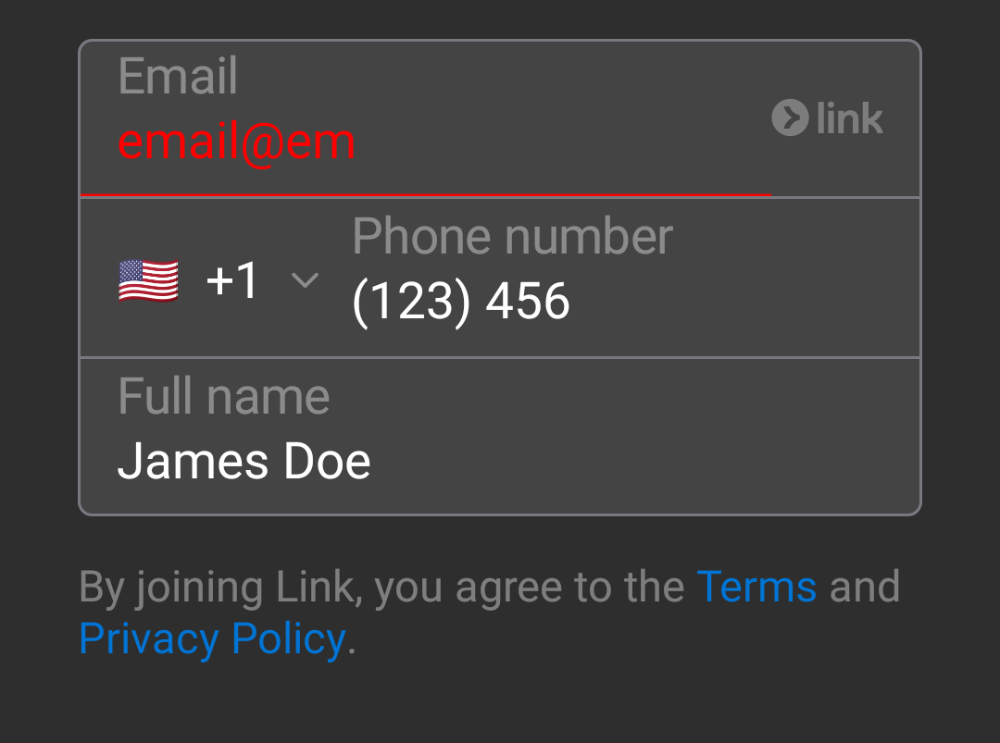 Email
email@em
link
Phone number
+1
(123) 456
Full name
James Doe
By joining Link, you agree to the Terms and
Privacy Policy.